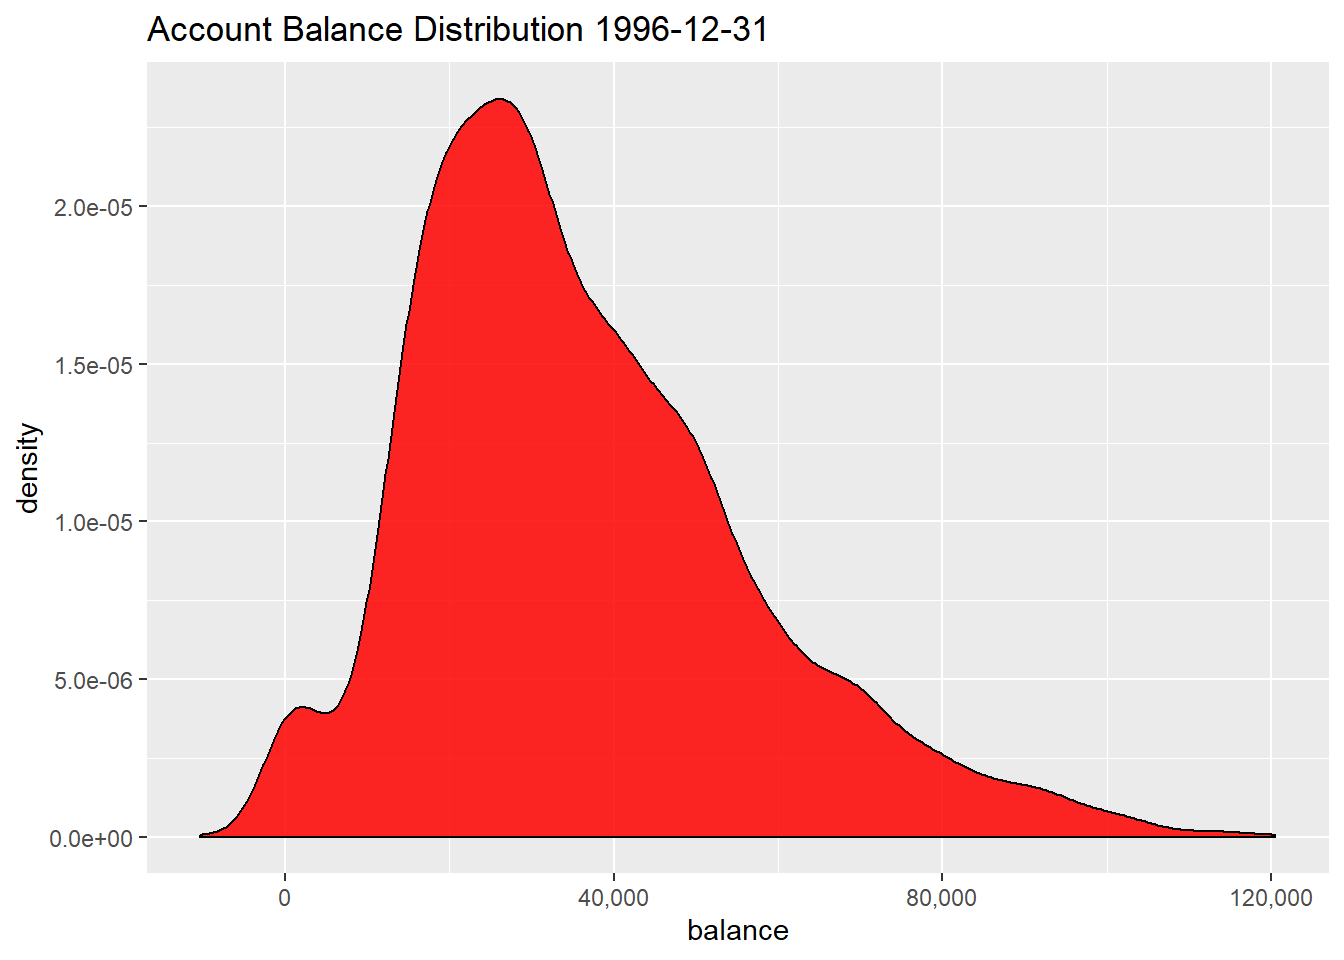 Account Balance Distribution 1996-12-31
density
2.0e-05
1.5e-05
1.0e-05
5.0e-06
0.0e+00
0
40,000
80,000
120,000
balance